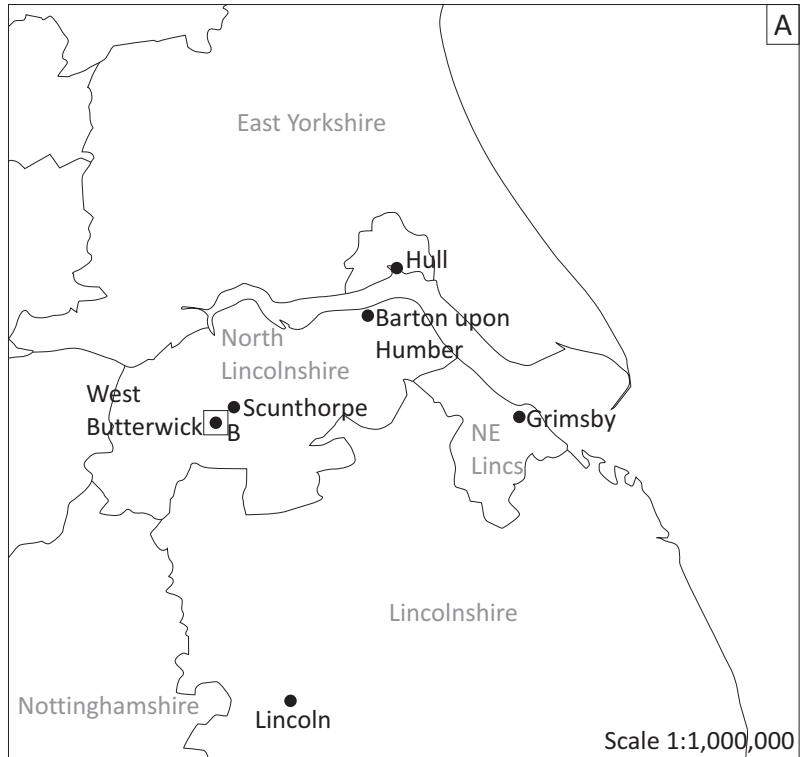 A
East Yorkshire
Hull
Barton upon
Humber
North
Lincolnshire
West
Butterwick
Scunthorpe
B
Grimsby
NE
Lincs
Lincolnshire
Nottinghamshire
Lincoln
Scale 1:1,000,000